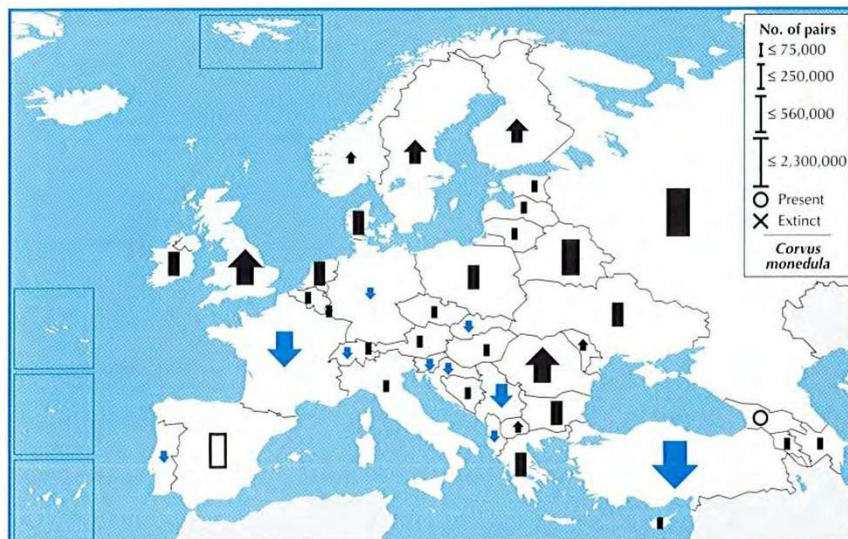 No. of pairs
≤ 75,000
≤ 250,000
≤ 560,000
≤ 2,300,000
Present
Extinct
Corvus
monedula